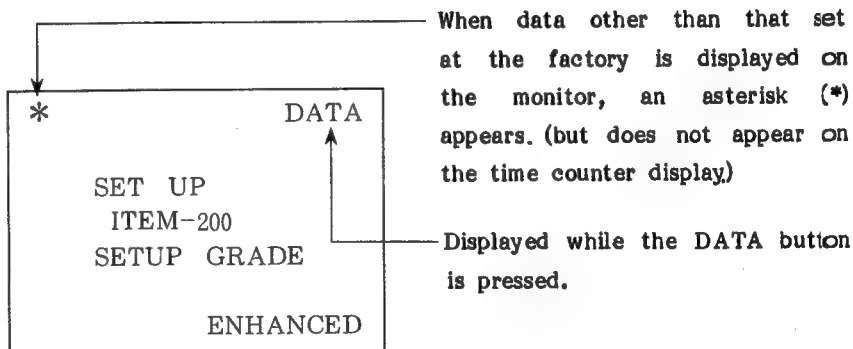 When data other than that set
at the factory is displayed on
the monitor, an asterisk (*)
appears. (but does not appear on
the time counter display.)
* DATA
SET UP
ITEM-200
SETUP GRADE
ENHANCED
Displayed while the DATA button
is pressed.